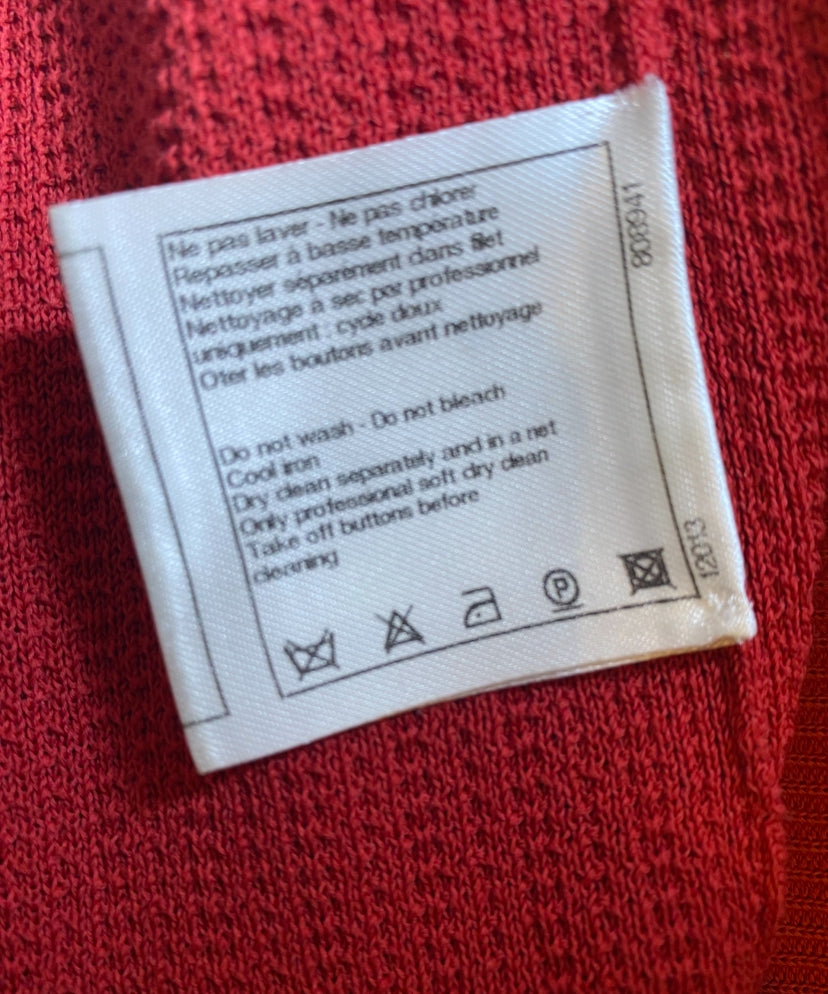 Ne pas laver - Ne pas chlorer
Repasser à basse température
Nettoyer séparément dans filet
Nettoyage à sec par professionnel
uniquement : cycle doux
Oter les boutons avant nettoyage
Do not wash - Do not bleach
Cool iron
Dry clean separately and in a net
Only professional soft dry clean
Take off buttons before
cleaning
P
8039941
12013